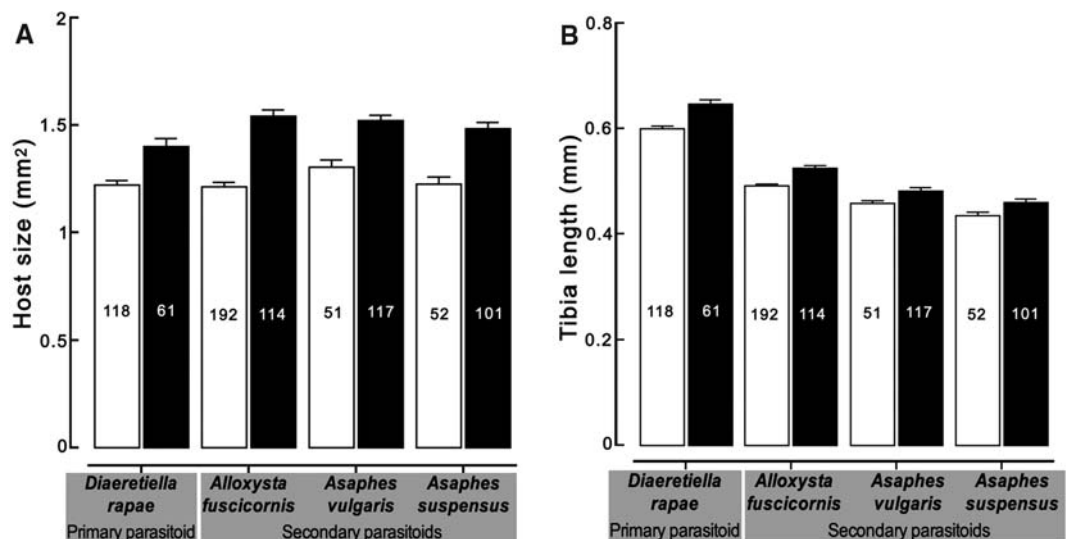 A
Host size (mm²)
2
1.5
1
0.5
0
118
61
192
114
51
117
52
101
Diaeretiella
rapae
Alloxysta
fuscicornis
Asaphes
vulgaris
Asaphes
suspensus
Primary parasitoid
Secondary parasitoids
B
Tibia length (mm)
0.8
0.6
0.4
0.2
0
118
61
192
114
51
117
52
101
Diaeretiella
rapae
Alloxysta
fuscicornis
Asaphes
vulgaris
Asaphes
suspensus
Primary parasitoid
Secondary parasitoids